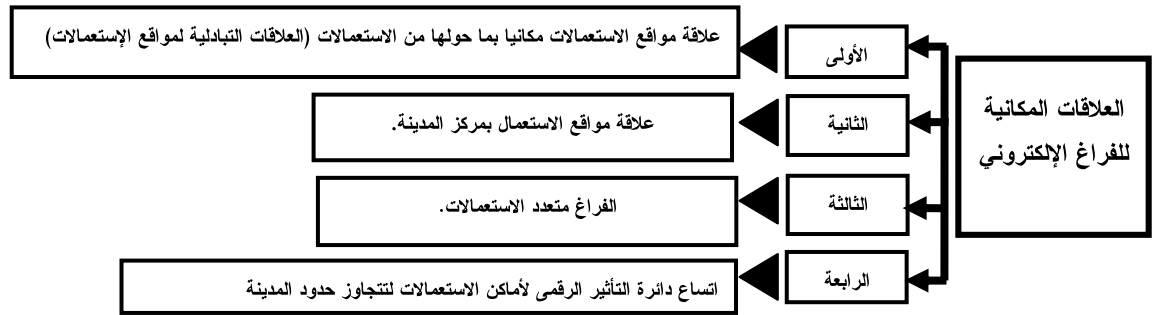 العلاقات المكانية
للفراغ الإلكتروني
الأولى
علاقة مواقع الاستعمالات مكانيا بما حولها من الاستعمالات (العلاقات التبادلية لمواقع الإستعمالات)
الثانية
علاقة مواقع الاستعمال بمركز المدينة.
الثالثة
الفراغ متعدد الاستعمالات.
الرابعة
اتساع دائرة التأثير الرقمى لأماكن الاستعمالات لتتجاوز حدود المدينة